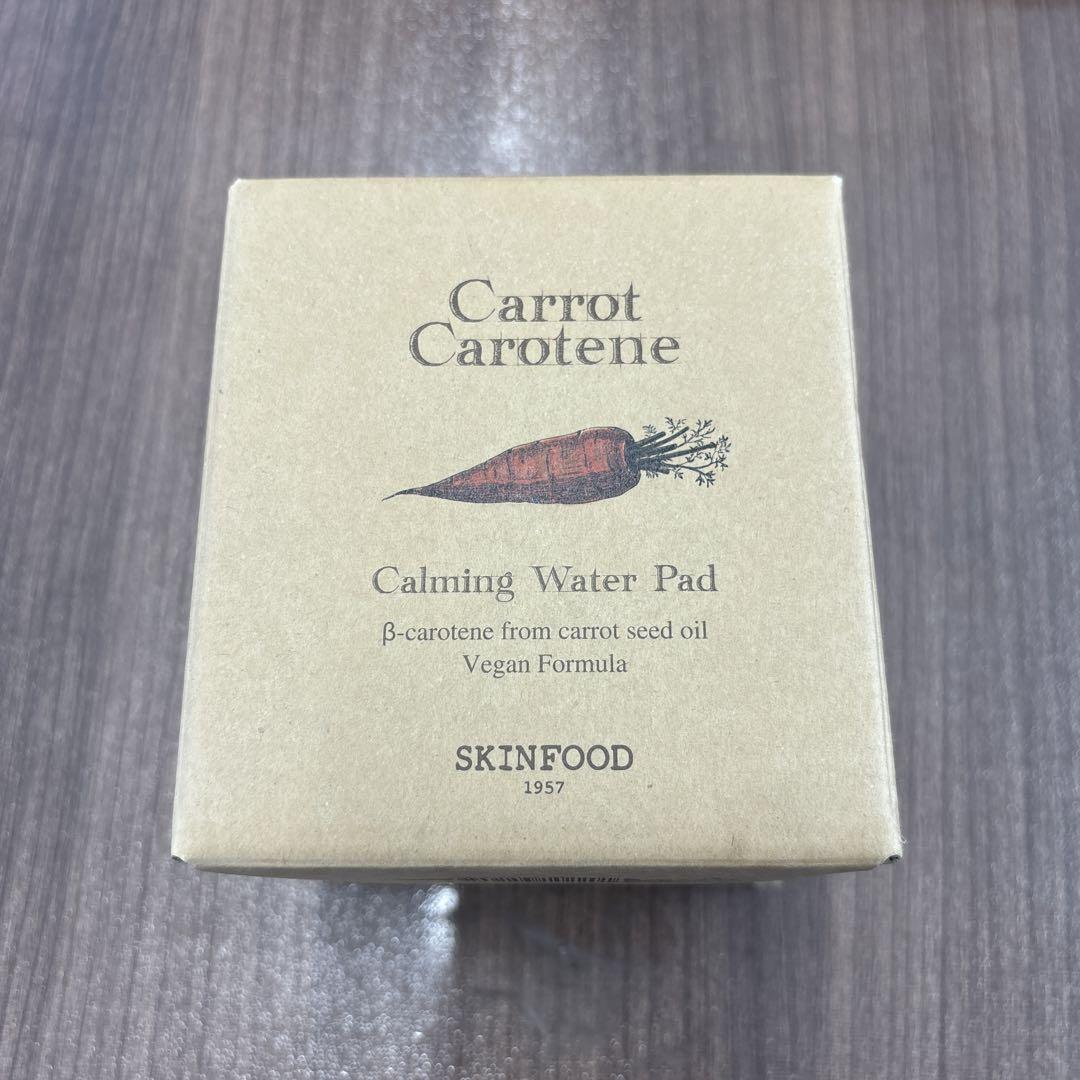 Carrot
Carotene
Calming Water Pad
β-carotene from carrot seed oil
Vegan Formula
SKINFOOD
1957